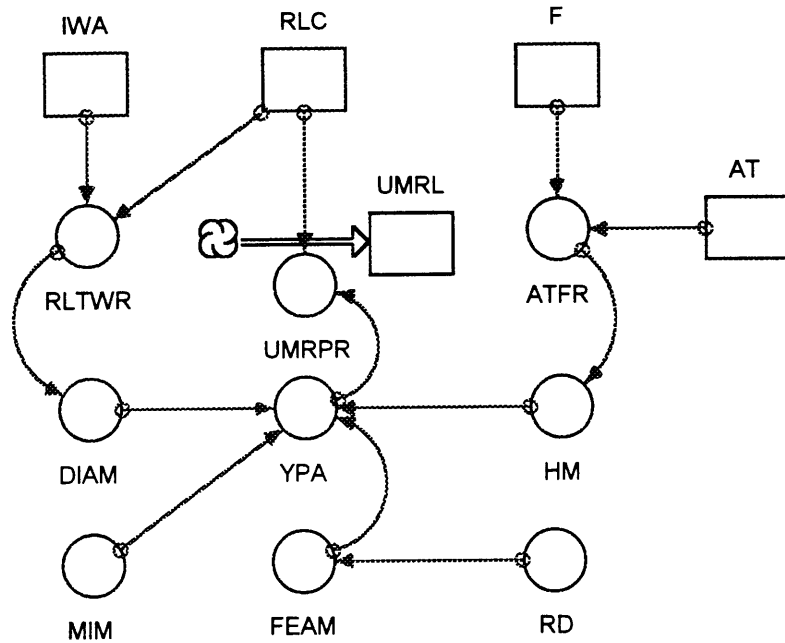 IWA
RLC
F
UMRL
AT
RLTWR
UMRPR
ATFR
DIAM
YPA
HM
MIM
FEAM
RD